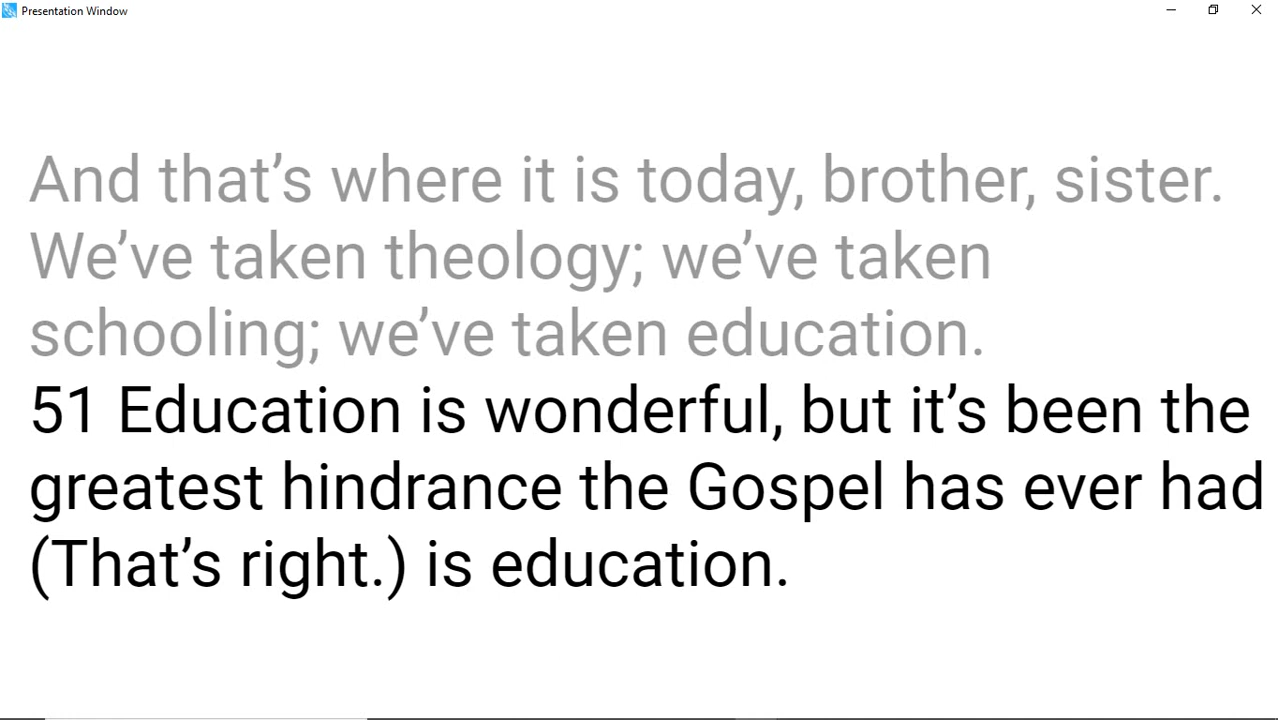 Presentation Window
And that’s where it is today, brother, sister.
We’ve taken theology; we’ve taken
schooling; we’ve taken education.
51 Education is wonderful, but it’s been the
greatest hindrance the Gospel has ever had
(That’s right.) is education.